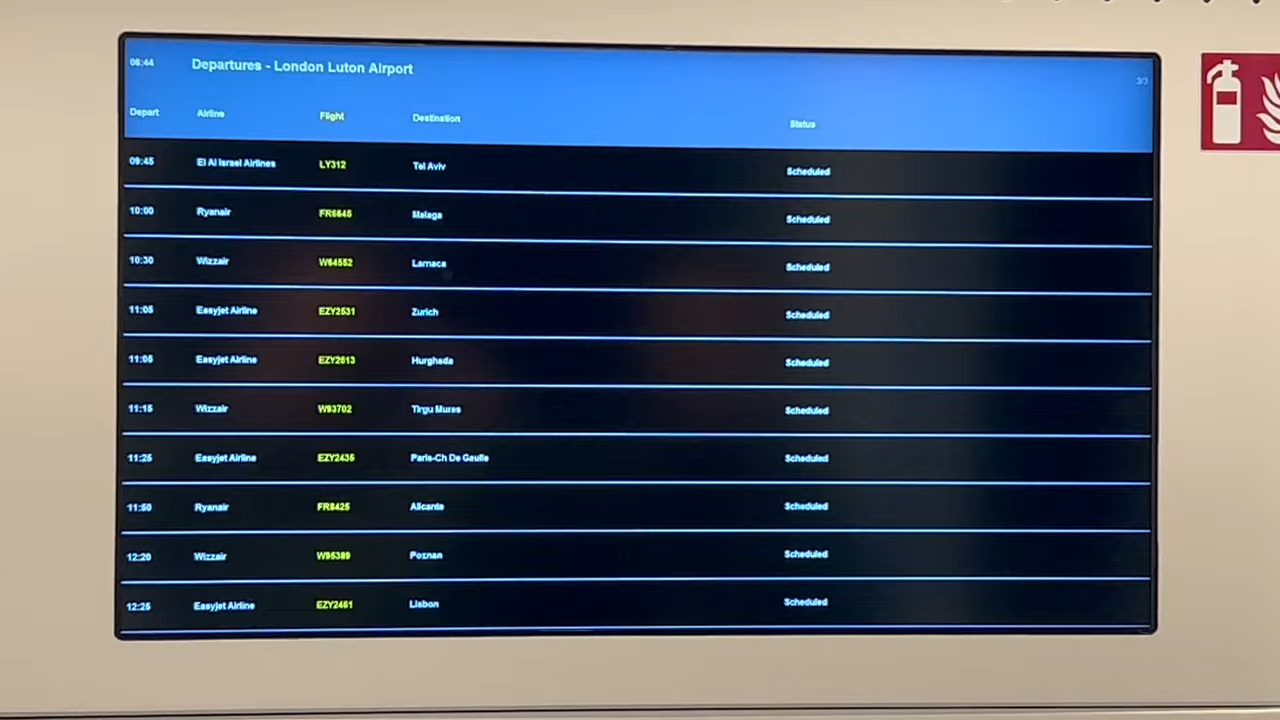 08:44 Departures - London Luton Airport 3/3
Depart Airline Flight Destination Status
09:45 El Al Israel Airlines LY312 Tel Aviv Scheduled
10:00 Ryanair FR6645 Malaga Scheduled
10:30 Wizzair W64552 Larnaca Scheduled
11:05 Easyjet Airline EZY2531 Zurich Scheduled
11:05 Easyjet Airline EZY2613 Hurghada Scheduled
11:15 Wizzair W93702 Tirgu Mures Scheduled
11:25 Easyjet Airline EZY2435 Paris-Ch De Gaulle Scheduled
11:50 Ryanair FR8425 Alicante Scheduled
12:20 Wizzair W95389 Poznan Scheduled
12:25 Easyjet Airline EZY2461 Lisbon Scheduled